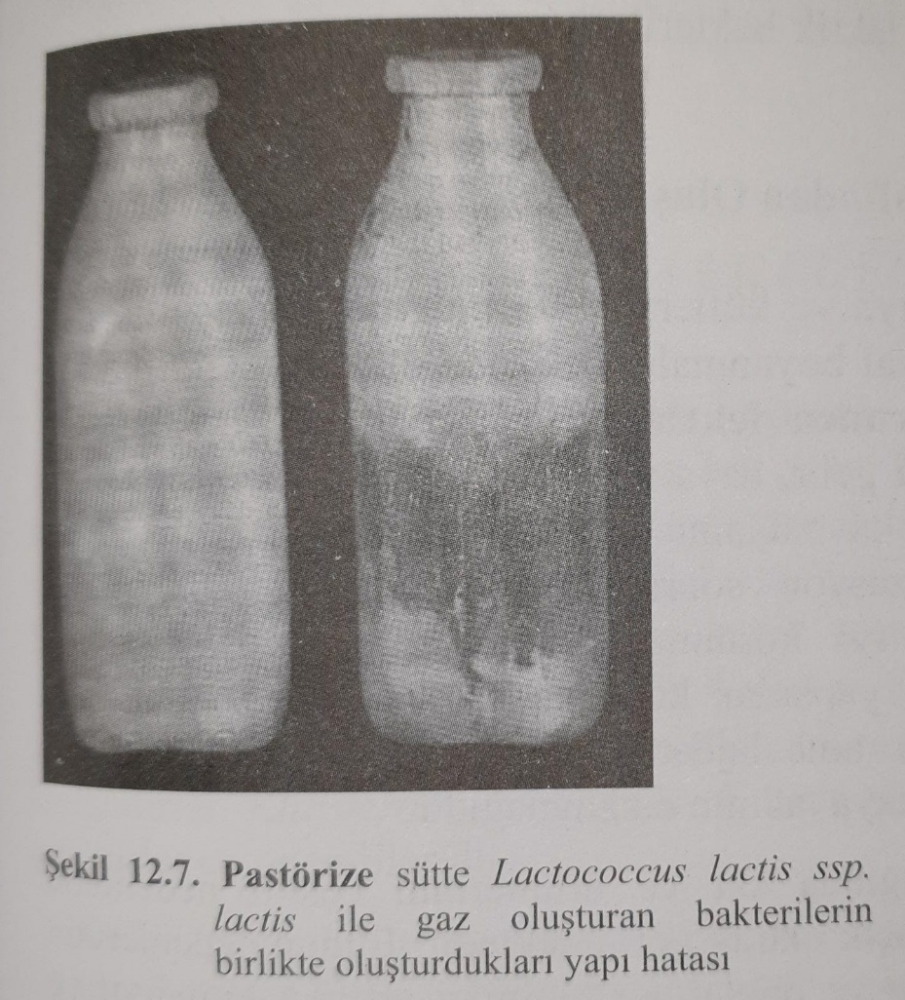 Şekil 12.7. Pastörize sütte Lactococcus lactis ssp.
lactis ile gaz oluşturan bakterilerin
birlikte oluşturdukları yapı hatası